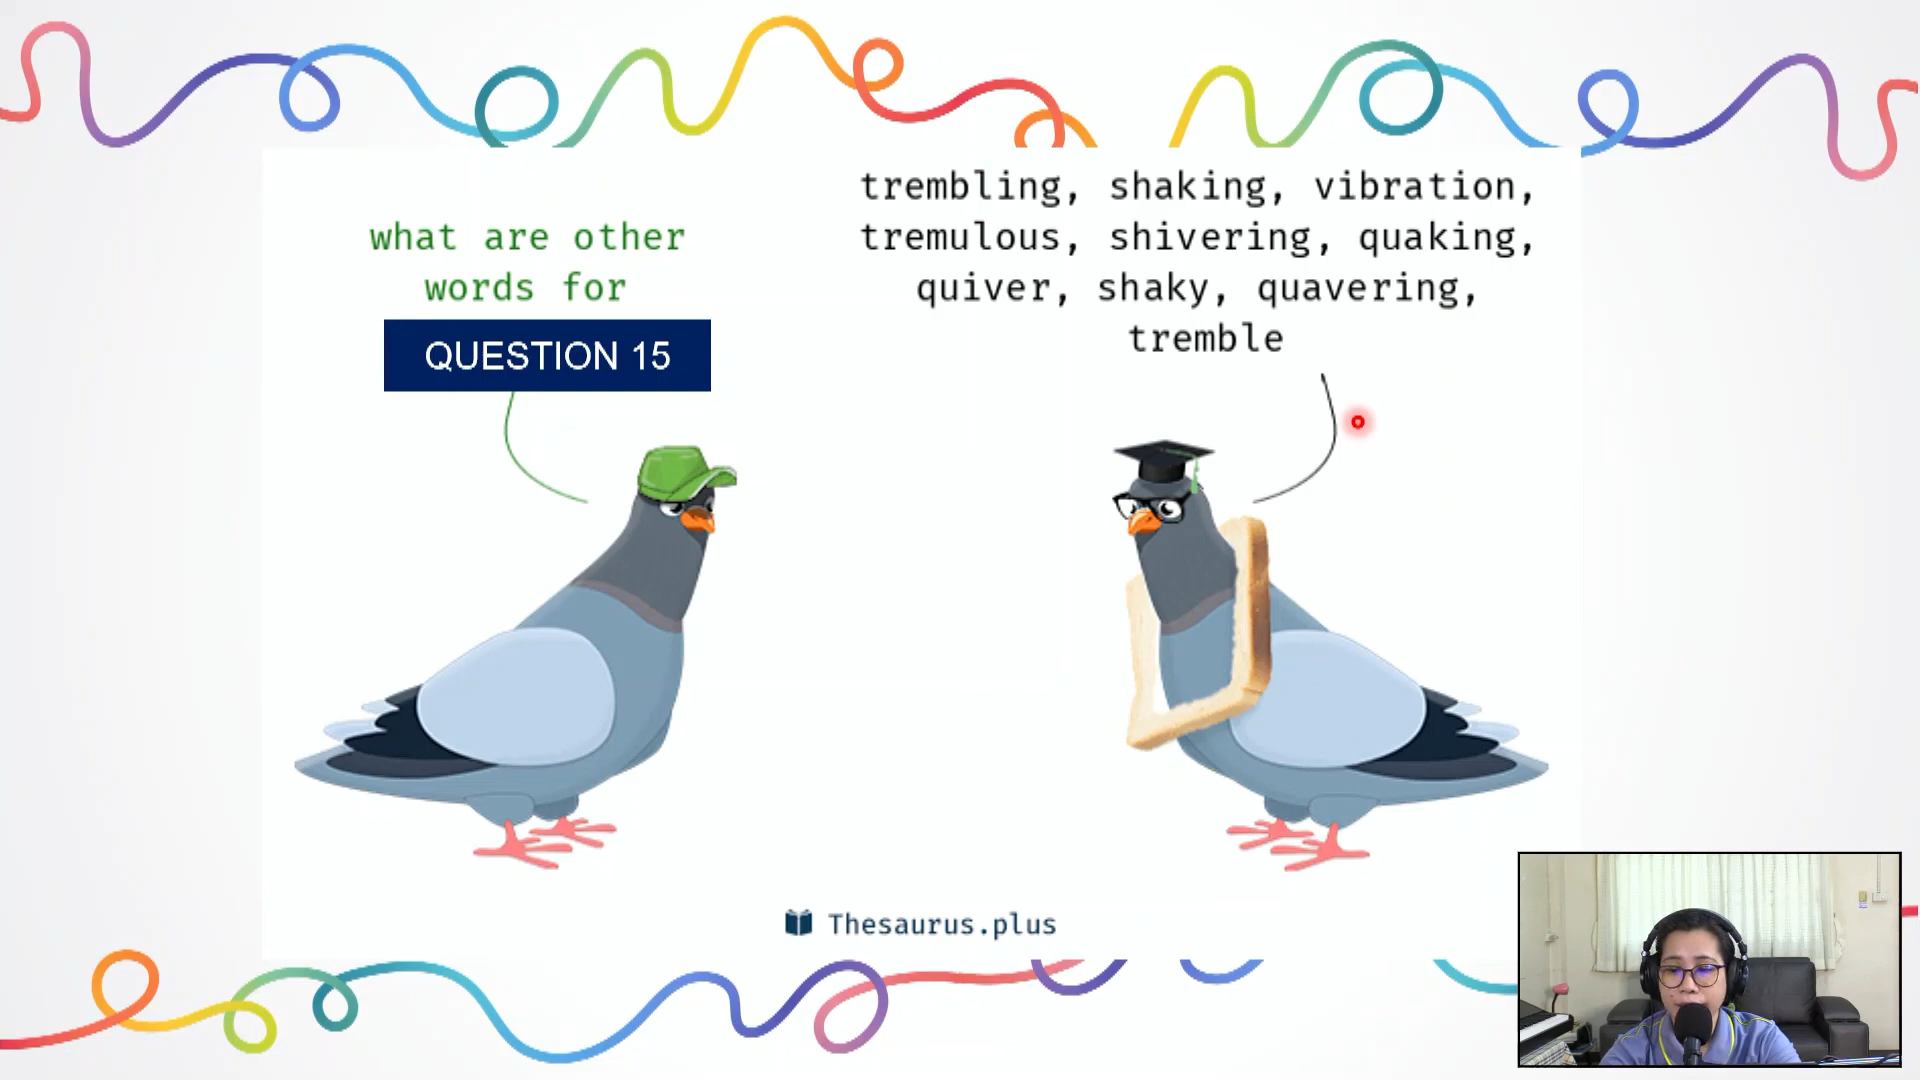 what are other
words for
QUESTION 15
trembling, shaking, vibration,
tremulous, shivering, quaking,
quiver, shaky, quavering,
tremble
Thesaurus.plus